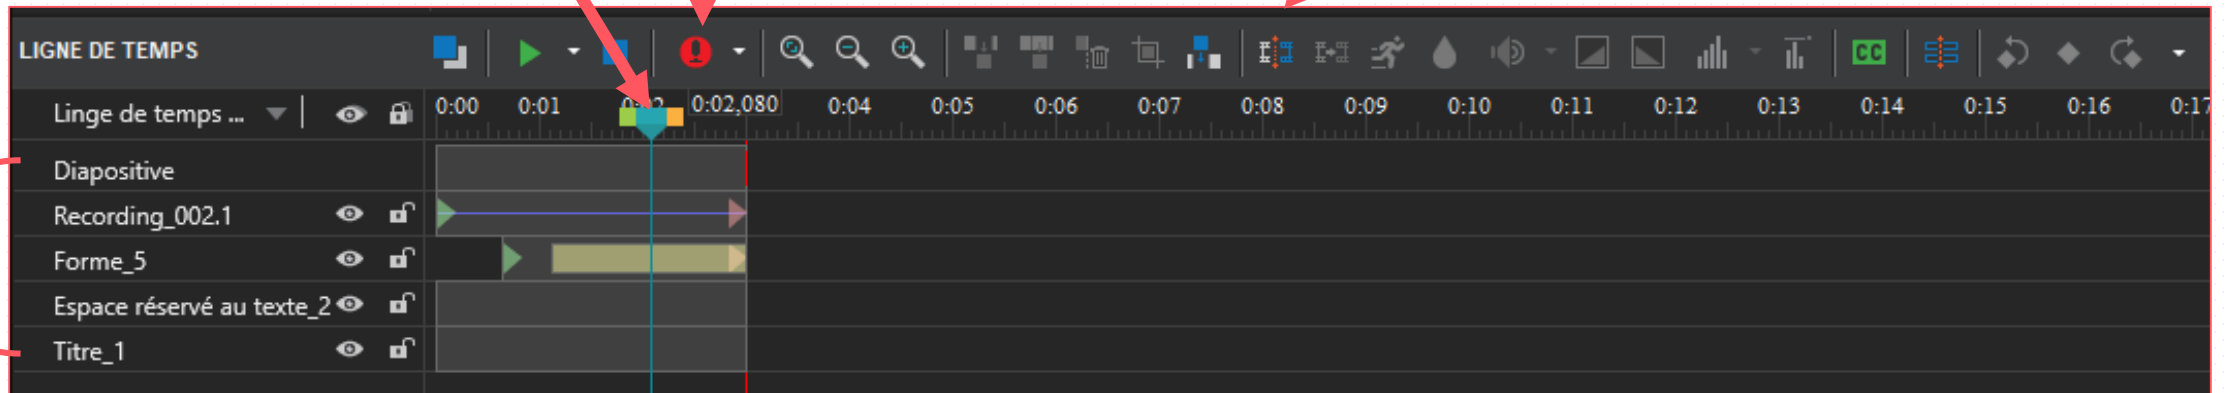 LIGNE DE TEMPS
CC
Linge de temps ...
0:00 0:01 0:02 0:02,080 0:04 0:05 0:06 0:07 0:08 0:09 0:10 0:11 0:12 0:13 0:14 0:15 0:16 0:17
Diapositive
Recording_002.1
Forme_5
Espace réservé au texte_2
Titre_1